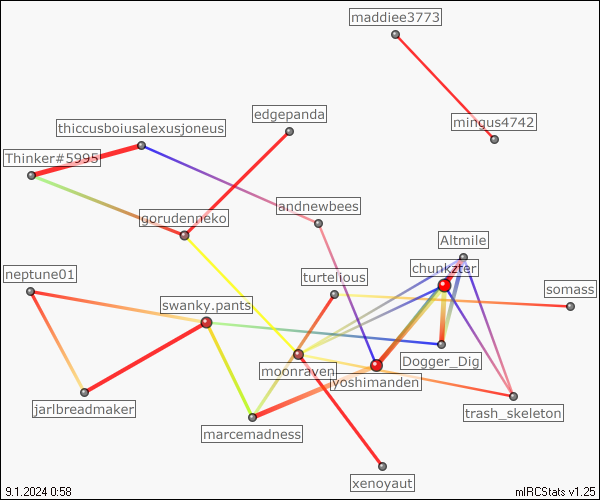 maddiee3773
edgepanda
mingus4742
thiccusboiusalexusjoneus
Thinker#5995
andnewbees
gorudenneko
Altmile
chunkzter
neptune01
turtelious
somass
swanky.pants
Dogger_Dig
moonraven
yoshimanden
jarlbreadmaker
trash_skeleton
marcemadness
xenoyaut
9.1.2024 0:58
mIRCStats v1.25